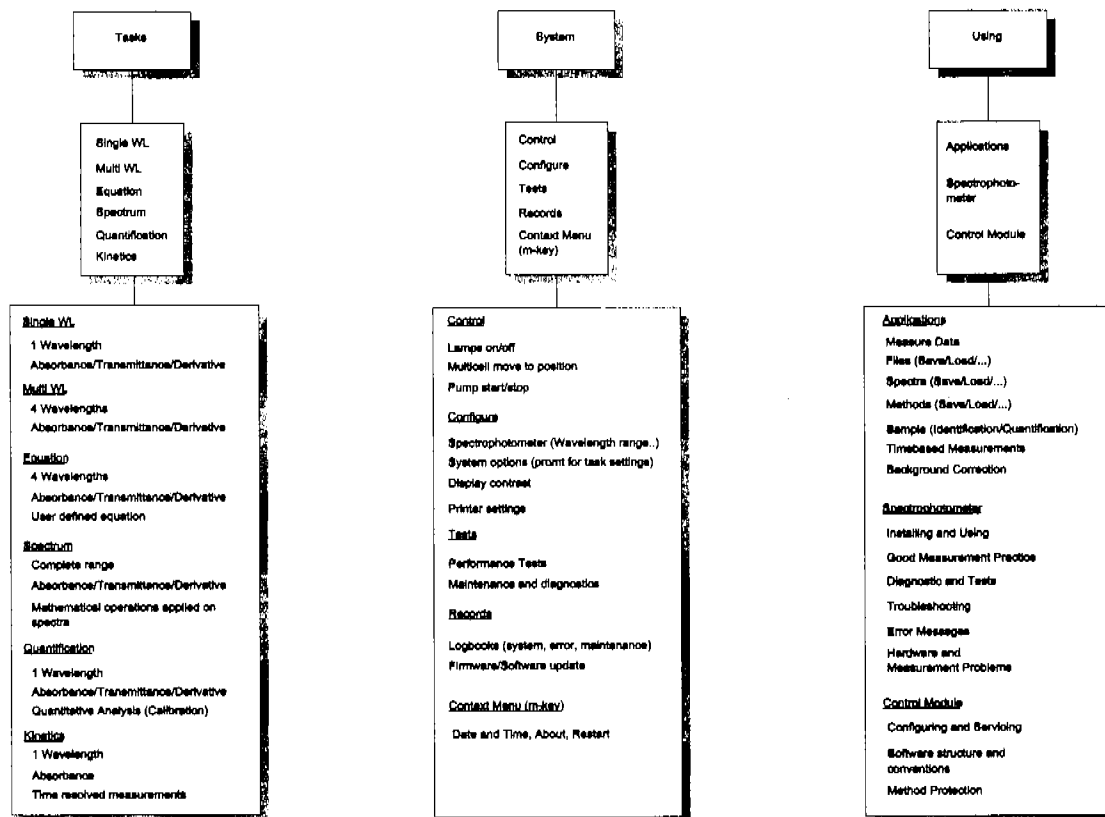 Tasks
Single WL
Multi WL
Equation
Spectrum
Quantification
Kinetics
Single WL
1 Wavelength
Absorbance/Transmittance/Derivative
Multi WL
4 Wavelengths
Absorbance/Transmittance/Derivative
Equation
4 Wavelengths
Absorbance/Transmittance/Derivative
User defined equation
Spectrum
Complete range
Absorbance/Transmittance/Derivative
Mathematical operations applied on
spectra
Quantification
1 Wavelength
Absorbance/Transmittance/Derivative
Quantitative Analysis (Calibration)
Kinetics
1 Wavelength
Absorbance
Time resolved measurements
System
Control
Configure
Tests
Records
Context Menu
(m-key)
Control
Lamps on/off
Multicell move to position
Pump start/stop
Configure
Spectrophotometer (Wavelength range..)
System options (promt for task settings)
Display contrast
Printer settings
Tests
Performance Tests
Maintenance and diagnostics
Records
Logbooks (system, error, maintenance)
Firmware/Software update
Context Menu (m-key)
Date and Time, About, Restart
Using
Applications
Spectrophoto-
meter
Control Module
Applications
Measure Data
Files (Save/Load/...)
Spectra (Save/Load/...)
Methods (Save/Load/...)
Sample (Identification/Quantification)
Timebased Measurements
Background Correction
Spectrophotometer
Installing and Using
Good Measurement Practice
Diagnostic and Tests
Troubleshooting
Error Messages
Hardware and
Measurement Problems
Control Module
Configuring and Servicing
Software structure and
conventions
Method Protection